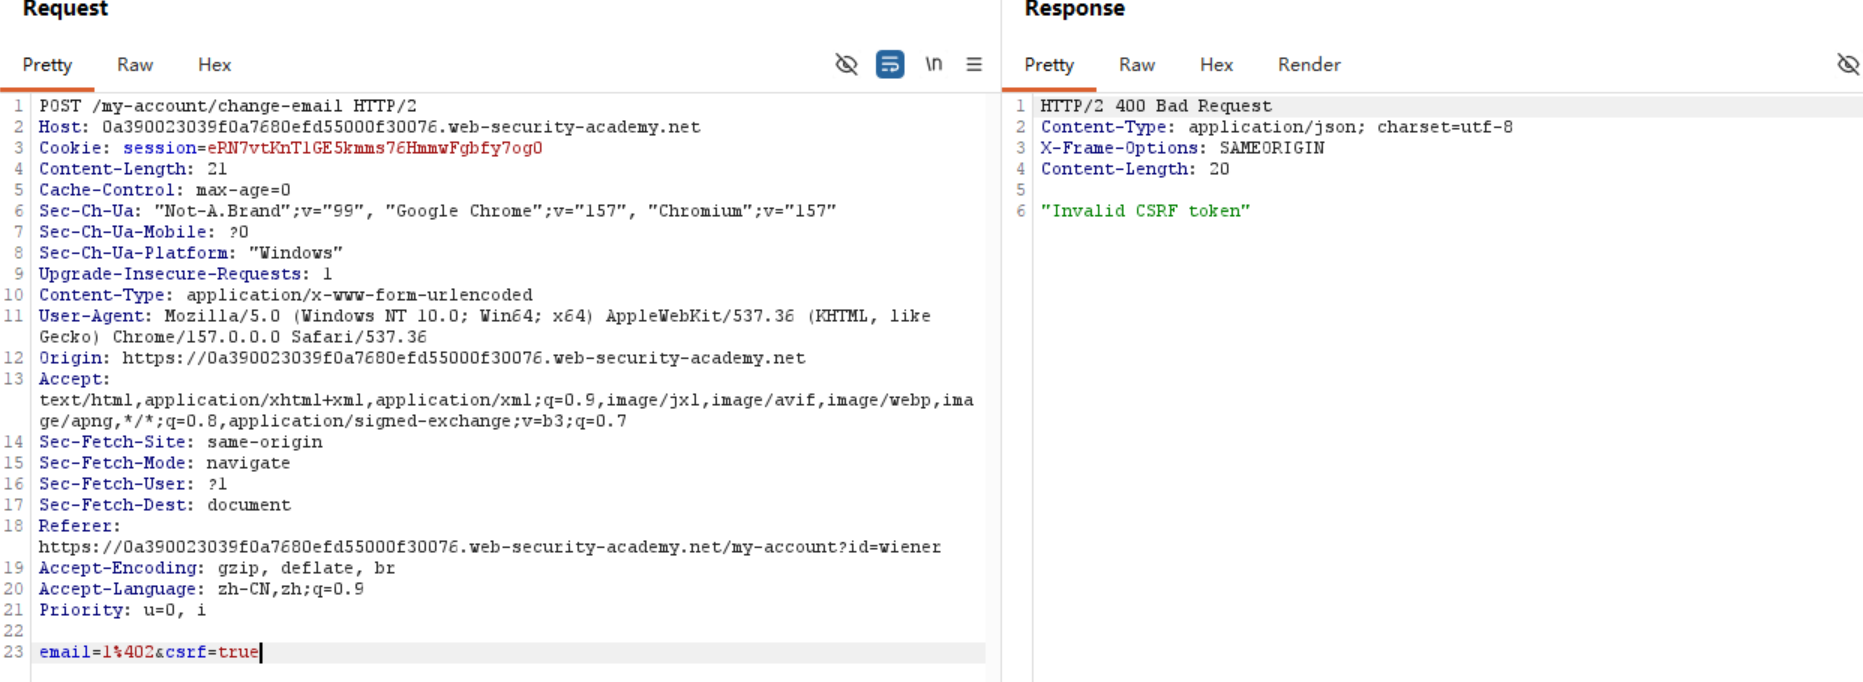 Request
Pretty Raw Hex \n
1 POST /my-account/change-email HTTP/2
2 Host: 0a390023039f0a7680efd55000f30076.web-security-academy.net
3 Cookie: session=eRN7vtKnT1GE5kmms76HmmwFgbfy7og0
4 Content-Length: 21
5 Cache-Control: max-age=0
6 Sec-Ch-Ua: "Not-A.Brand";v="99", "Google Chrome";v="157", "Chromium";v="157"
7 Sec-Ch-Ua-Mobile: ?0
8 Sec-Ch-Ua-Platform: "Windows"
9 Upgrade-Insecure-Requests: 1
10 Content-Type: application/x-www-form-urlencoded
11 User-Agent: Mozilla/5.0 (Windows NT 10.0; Win64; x64) AppleWebKit/537.36 (KHTML, like
Gecko) Chrome/157.0.0.0 Safari/537.36
12 Origin: https://0a390023039f0a7680efd55000f30076.web-security-academy.net
13 Accept:
text/html,application/xhtml+xml,application/xml;q=0.9,image/jxl,image/avif,image/webp,ima
ge/apng,*/*;q=0.8,application/signed-exchange;v=b3;q=0.7
14 Sec-Fetch-Site: same-origin
15 Sec-Fetch-Mode: navigate
16 Sec-Fetch-User: ?1
17 Sec-Fetch-Dest: document
18 Referer:
https://0a390023039f0a7680efd55000f30076.web-security-academy.net/my-account?id=wiener
19 Accept-Encoding: gzip, deflate, br
20 Accept-Language: zh-CN,zh;q=0.9
21 Priority: u=0, i
22
23 email=1%402&csrf=true
Response
Pretty Raw Hex Render
1 HTTP/2 400 Bad Request
2 Content-Type: application/json; charset=utf-8
3 X-Frame-Options: SAMEORIGIN
4 Content-Length: 20
5
6 "Invalid CSRF token"